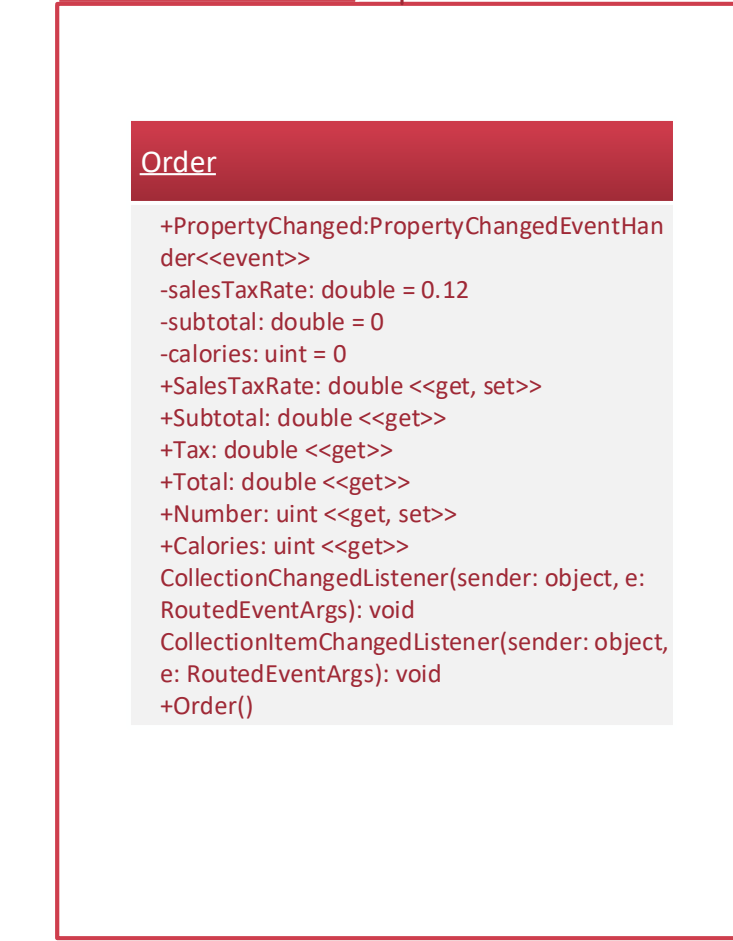 Order
+PropertyChanged:PropertyChangedEventHan
der<<event>>
-salesTaxRate: double = 0.12
-subtotal: double = 0
-calories: uint = 0
+SalesTaxRate: double <<get, set>>
+Subtotal: double <<get>>
+Tax: double <<get>>
+Total: double <<get>>
+Number: uint <<get, set>>
+Calories: uint <<get>>
CollectionChangedListener(sender: object, e:
RoutedEventArgs): void
CollectionItemChangedListener(sender: object,
e: RoutedEventArgs): void
+Order()